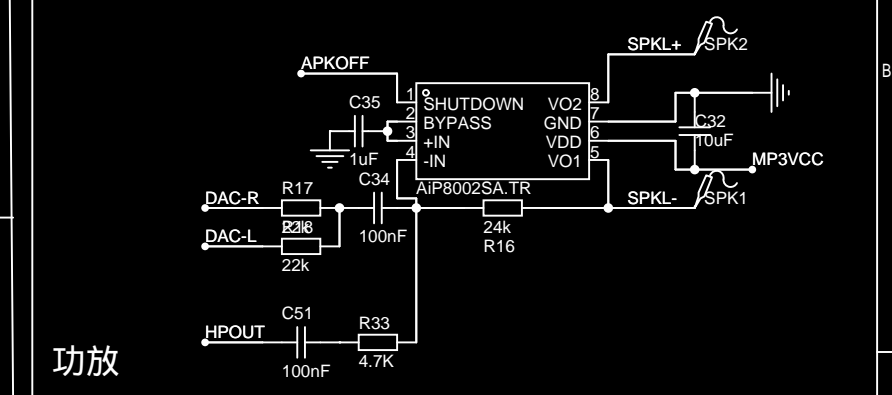 SPKL+
SPK2
B
APKOFF
C35
1
SHUTDOWN
VO2
8
2
BYPASS
GND
7
C32
3
+IN
VDD
6
10uF
1uF
4
-IN
VO1
5
MP3VCC
C34
AiP8002SA.TR
DAC-R
R17
SPKL-
SPK1
22k
R18
24k
DAC-L
100nF
R16
22k
C51
HPOUT
R33
功放
100nF
4.7K